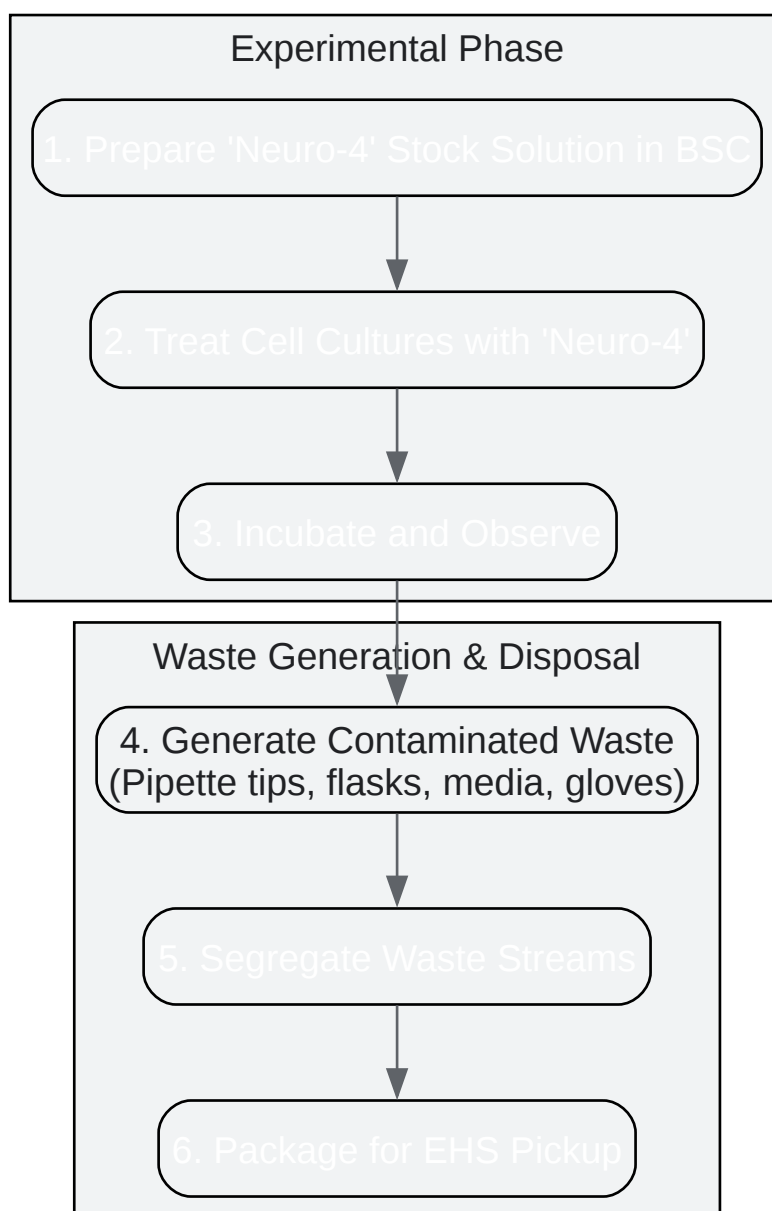 Experimental Phase
1. Prepare 'Neuro-4' Stock Solution in BSC
2. Treat Cell Cultures with 'Neuro-4'
3. Incubate and Observe
Waste Generation & Disposal
4. Generate Contaminated Waste
(Pipette tips, flasks, media, gloves)
5. Segregate Waste Streams
6. Package for EHS Pickup